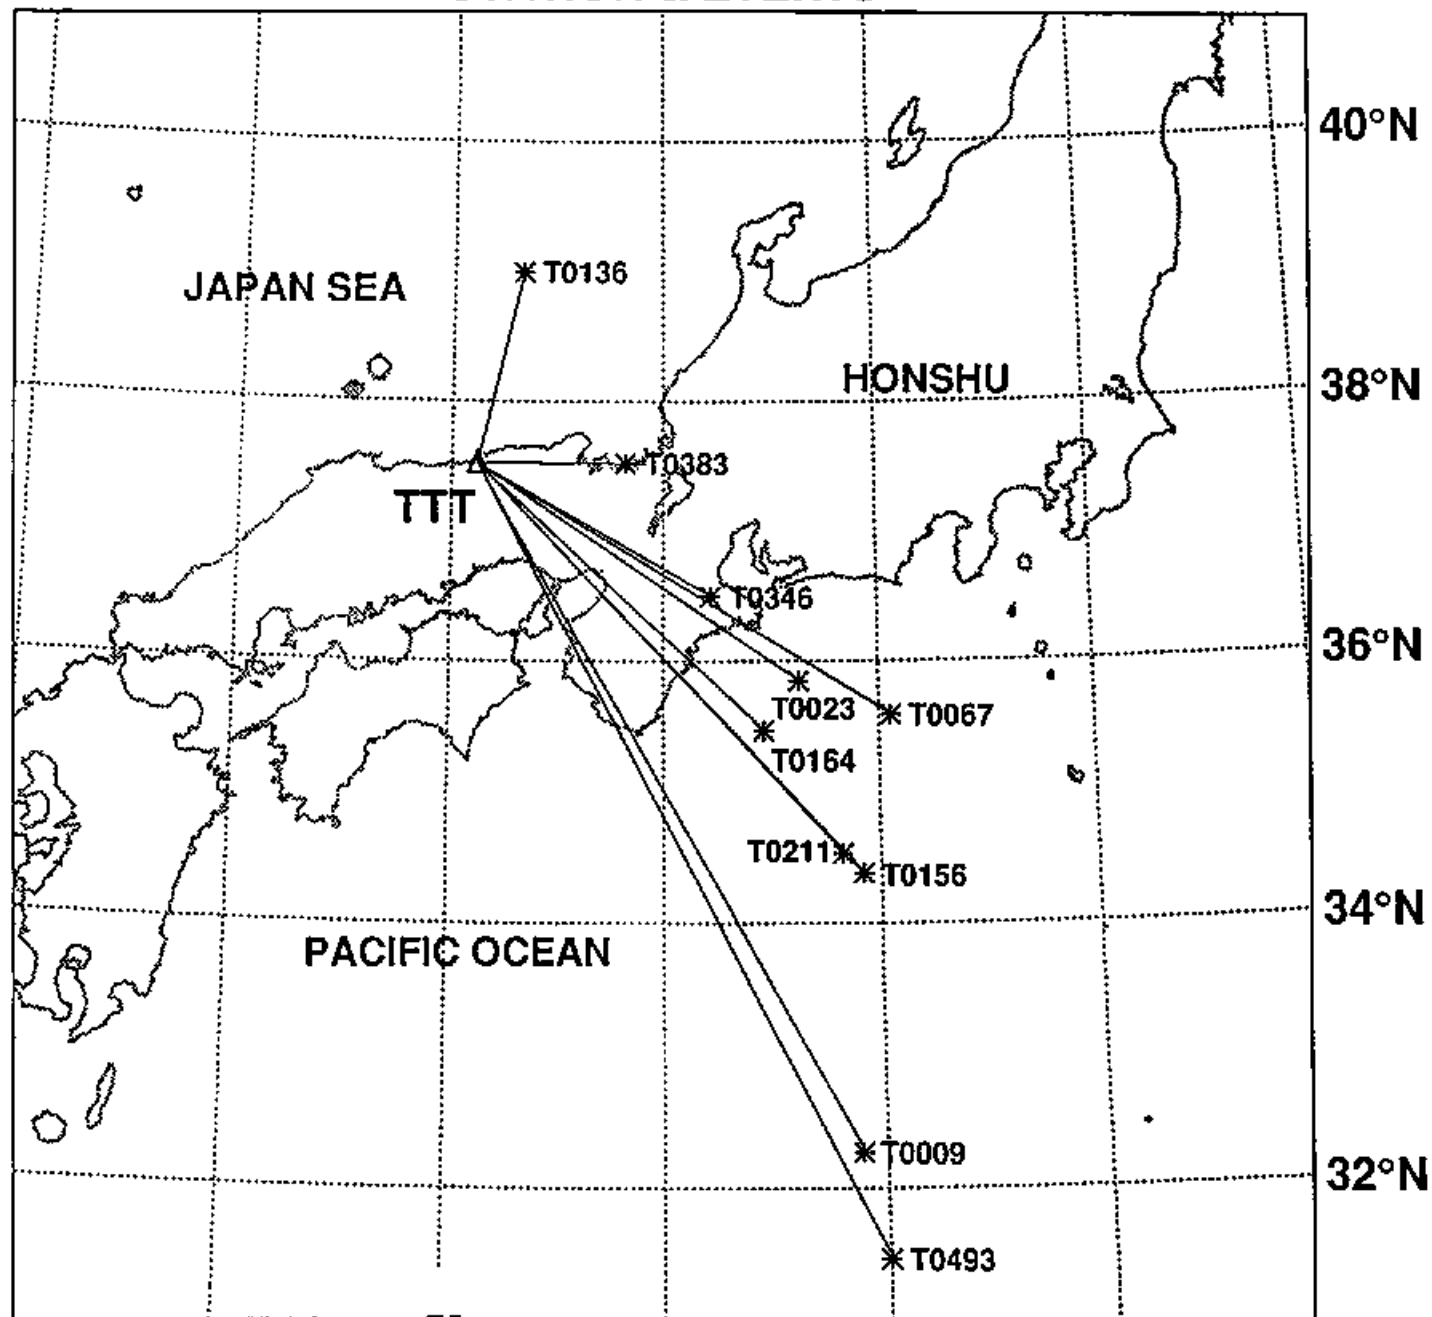 40°N
T0136
JAPAN SEA
38°N
HONSHU
T0383
TTT
T0346
36°N
T0023
T0067
T0164
T0211
T0156
34°N
PACIFIC OCEAN
T0009
32°N
T0493